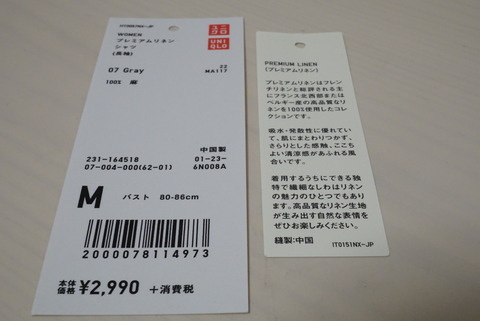 IT0067NX-JP
WOMEN
プレミアムリネン
シャツ
(長袖)
ユニ
クロ
UNI
QLO
07 Gray
22
MA117
100% 麻
中国製
231-164518
01-23-
07-004-000(62-01)
6N008A
M
バスト 80-86cm
2000078114973
本体
価格 ¥2,990 +消費税
PREMIUM LINEN
(プレミアムリネン)
プレミアムリネンはフレン
チリネンと総称される主
にフランス北西部または
ベルギー産の高品質なリ
ネンを100%使用したコレ
クションです。
吸水・発散性に優れていて
、肌にまとわりつかず、
さらりとした感触、ここち
よい清涼感があふれる風
合いです。
着用するうちにできる独
特で繊細なしわはリネン
の魅力のひとつでもあり
ます。高品質なリネン生地
が生み出す自然な表情を
ぜひお楽しみください。
縫製:中国
IT0151NX-JP